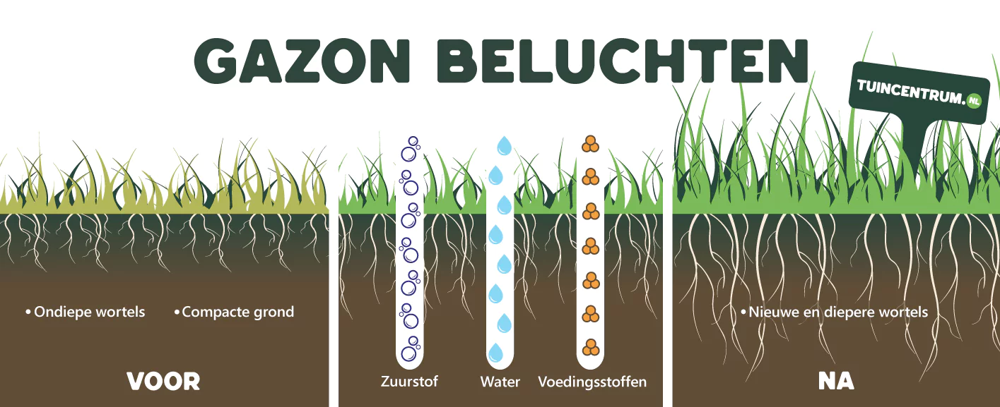 GAZON BELUCHTEN
TUINCENTRUM.NL
• Ondiepe wortels
• Compacte grond
VOOR
Zuurstof
Water
Voedingsstoffen
• Nieuwe en diepere wortels
NA